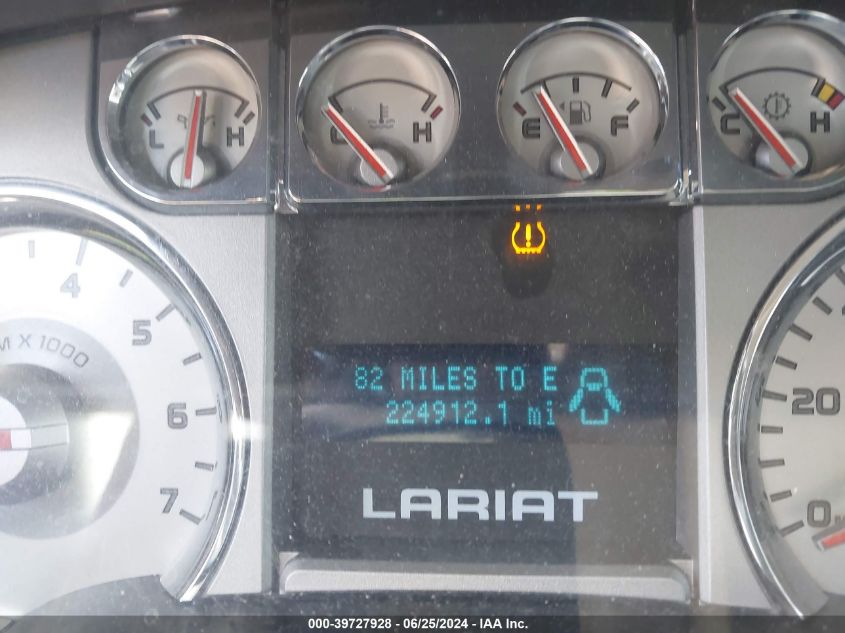 L H
C H
E F
C H
4
5
6
7
M X 1000
82 MILES TO E
224912.1 mi
LARIAT
20
0
000-39727928 - 06/25/2024 - IAA Inc.